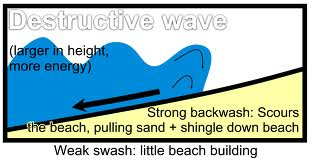 Destructive wave
(larger in height,
more energy)
Strong backwash: Scours
the beach, pulling sand + shingle down beach
Weak swash: little beach building